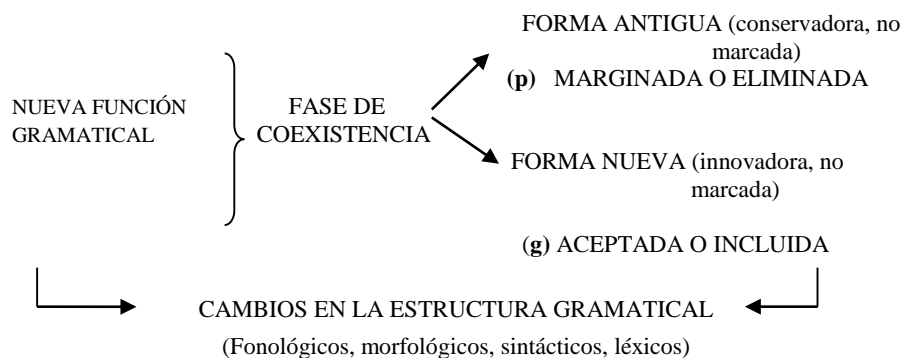 FORMA ANTIGUA (conservadora, no
marcada)
(p) MARGINADA O ELIMINADA
NUEVA FUNCIÓN
GRAMATICAL
FASE DE
COEXISTENCIA
FORMA NUEVA (innovadora, no
marcada)
(g) ACEPTADA O INCLUIDA
CAMBIOS EN LA ESTRUCTURA GRAMATICAL
(Fonológicos, morfológicos, sintácticos, léxicos)